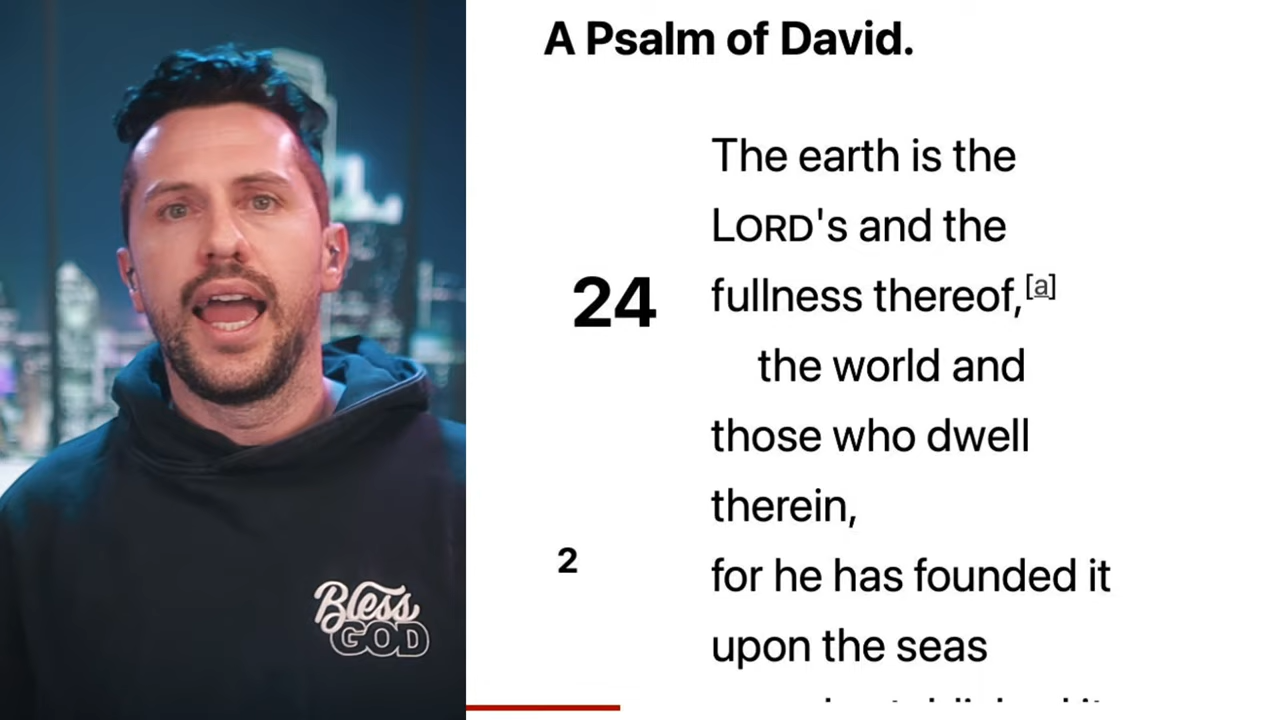 A Psalm of David.
The earth is the
LORD's and the
24 fullness thereof,[a]
the world and
those who dwell
therein,
2 for he has founded it
upon the seas
Bless
GOD